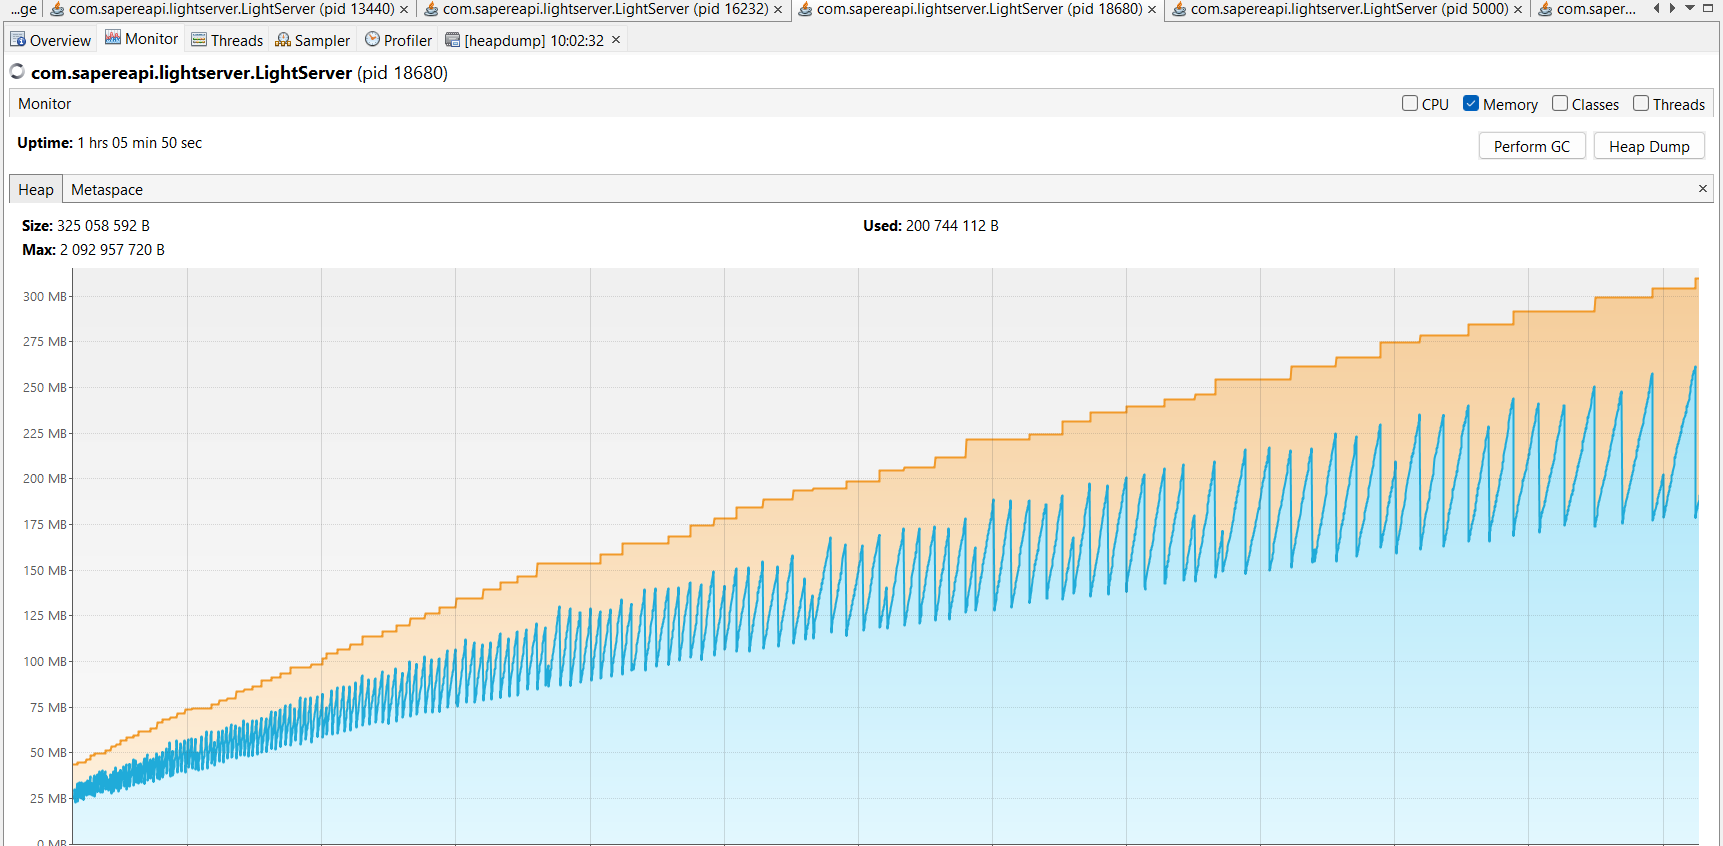 ...ge com.sapereapi.lightserver.LightServer (pid 13440) × com.sapereapi.lightserver.LightServer (pid 16232) × com.sapereapi.lightserver.LightServer (pid 18680) × com.sapereapi.lightserver.LightServer (pid 5000) × com.saper...
Overview Monitor Threads Sampler Profiler [heapdump] 10:02:32 ×
com.sapereapi.lightserver.LightServer (pid 18680)
Monitor CPU Memory Classes Threads
Uptime: 1 hrs 05 min 50 sec
Perform GC Heap Dump
Heap Metaspace ×
Size: 325 058 592 B Used: 200 744 112 B
Max: 2 092 957 720 B
300 MB
275 MB
250 MB
225 MB
200 MB
175 MB
150 MB
125 MB
100 MB
75 MB
50 MB
25 MB
0 MB